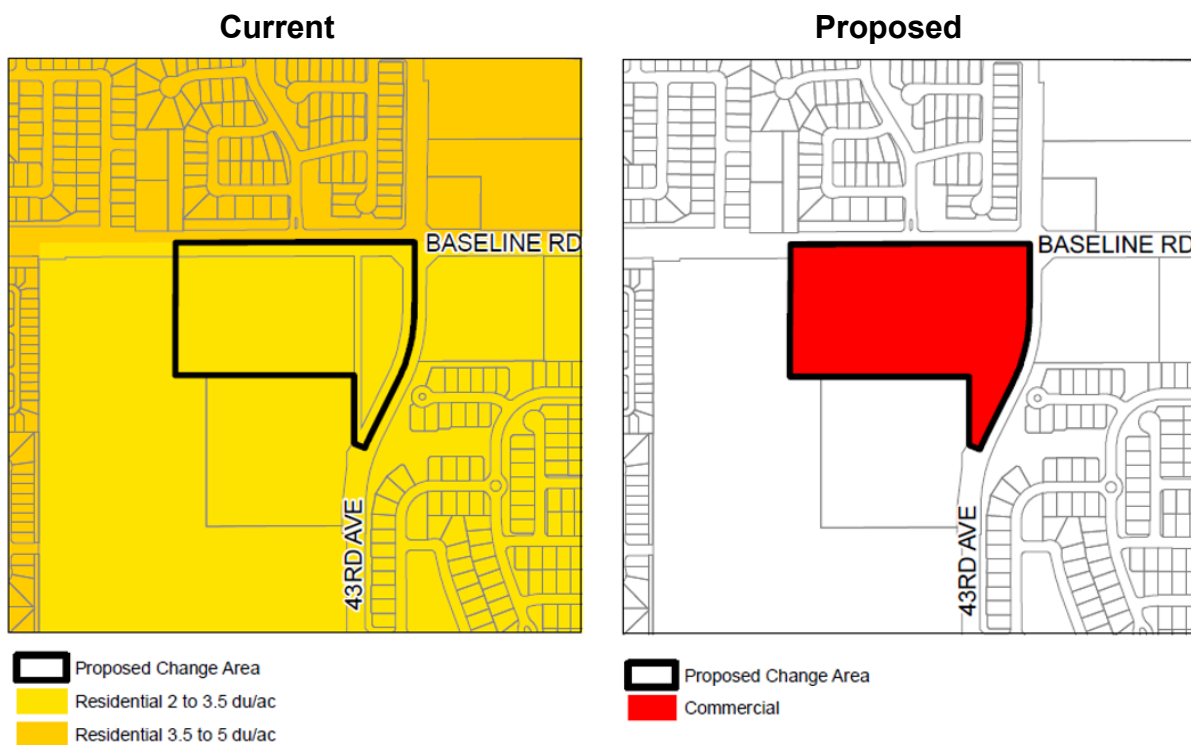 Current
Proposed
BASELINE RD
43RD AVE
BASELINE RD
43RD AVE
Proposed Change Area
Residential 2 to 3.5 du/ac
Residential 3.5 to 5 du/ac
Proposed Change Area
Commercial